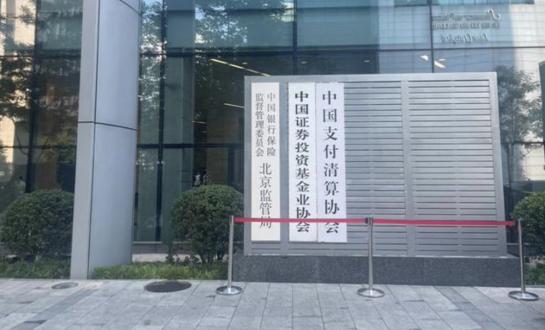 中国银行保险
监督管理委员会
北京监管局
中国证券投资基金业协会
中国支付清算协会